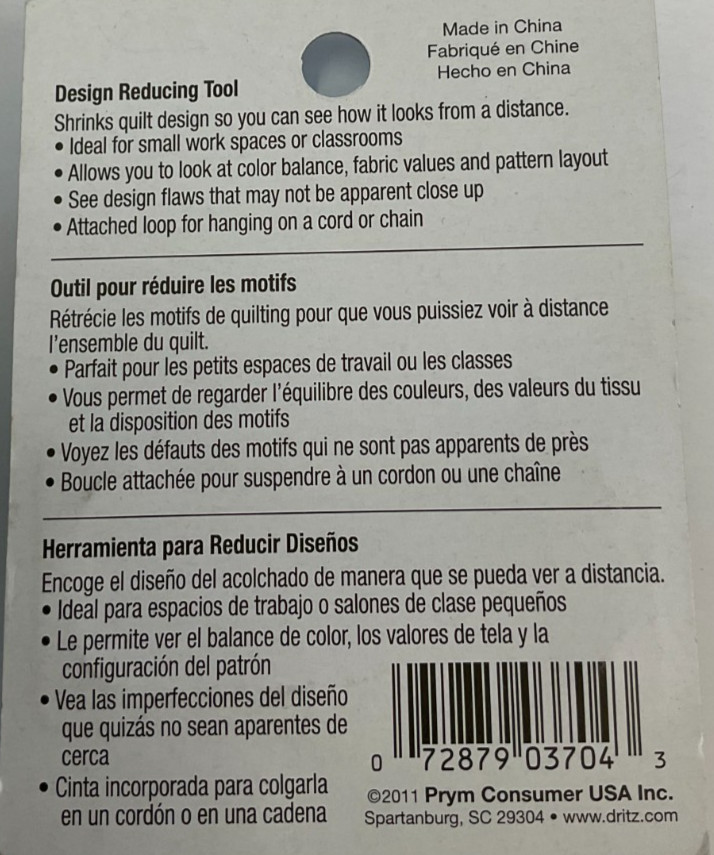 Made in China
Fabriqué en Chine
Hecho en China
Design Reducing Tool
Shrinks quilt design so you can see how it looks from a distance.
• Ideal for small work spaces or classrooms
• Allows you to look at color balance, fabric values and pattern layout
• See design flaws that may not be apparent close up
• Attached loop for hanging on a cord or chain
Outil pour réduire les motifs
Rétrécie les motifs de quilting pour que vous puissiez voir à distance
l'ensemble du quilt.
• Parfait pour les petits espaces de travail ou les classes
• Vous permet de regarder l'équilibre des couleurs, des valeurs du tissu
et la disposition des motifs
• Voyez les défauts des motifs qui ne sont pas apparents de près
• Boucle attachée pour suspendre à un cordon ou une chaîne
Herramienta para Reducir Diseños
Encoge el diseño del acolchado de manera que se pueda ver a distancia.
• Ideal para espacios de trabajo o salones de clase pequeños
• Le permite ver el balance de color, los valores de tela y la
configuración del patrón
• Vea las imperfecciones del diseño
que quizás no sean aparentes de
cerca
• Cinta incorporada para colgarla
en un cordón o en una cadena
0 72879 03704 3
©2011 Prym Consumer USA Inc.
Spartanburg, SC 29304 • www.dritz.com